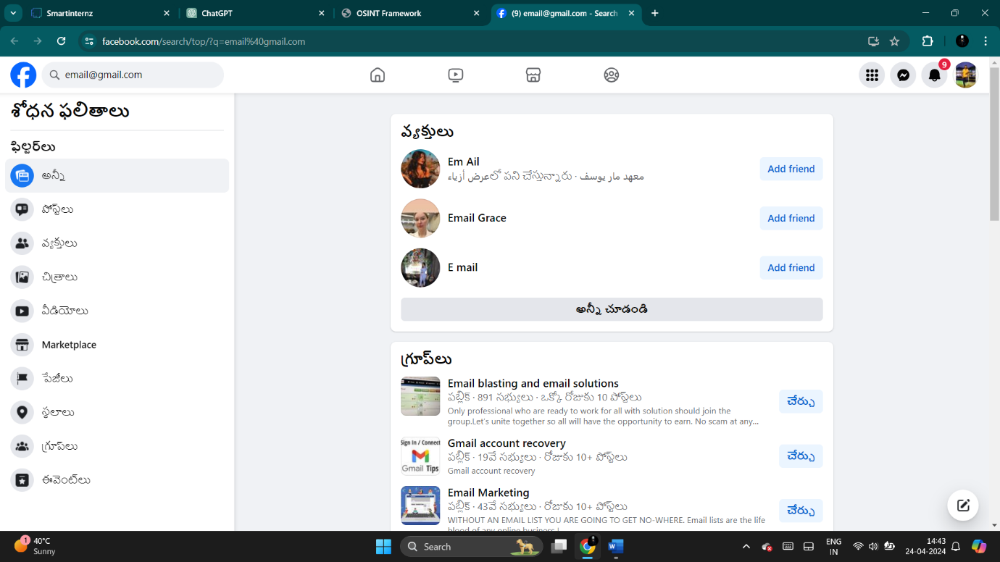 Smartinternz
ChatGPT
OSINT Framework
(9) email@gmail.com - Search
facebook.com/search/top/?q=email%40gmail.com
email@gmail.com
9
శోధన ఫలితాలు
ఫిల్టర్‌లు
అన్నీ
పోస్ట్‌లు
వ్యక్తులు
చిత్రాలు
వీడియోలు
Marketplace
పేజీలు
స్థలాలు
గ్రూప్‌లు
ఈవెంట్‌లు
వ్యక్తులు
Em Ail
عرض أزياءలో పని చేస్తున్నారు · معهد مار يوسف
Add friend
Email Grace
Add friend
E mail
Add friend
అన్నీ చూడండి
గ్రూప్‌లు
Email blasting and email solutions
పబ్లిక్ · 891 సభ్యులు · ఒక్కో రోజుకు 10 పోస్ట్‌లు
Only professional who are ready to work for all with solution should join the
group.Let's unite together so all will have the opportunity to earn. No scam at any...
చేర్చు
Sign In / Connect
Gmail Tips
Gmail account recovery
పబ్లిక్ · 19వే సభ్యులు · రోజుకు 10+ పోస్ట్‌లు
Gmail account recovery
చేర్చు
Email Marketing
పబ్లిక్ · 43వే సభ్యులు · రోజుకు 10+ పోస్ట్‌లు
WITHOUT AN EMAIL LIST YOU ARE GOING TO GET NO-WHERE. Email lists are the life
blood of any online business !
చేర్చు
1
40°C
Sunny
Search
ENG
IN
14:43
24-04-2024